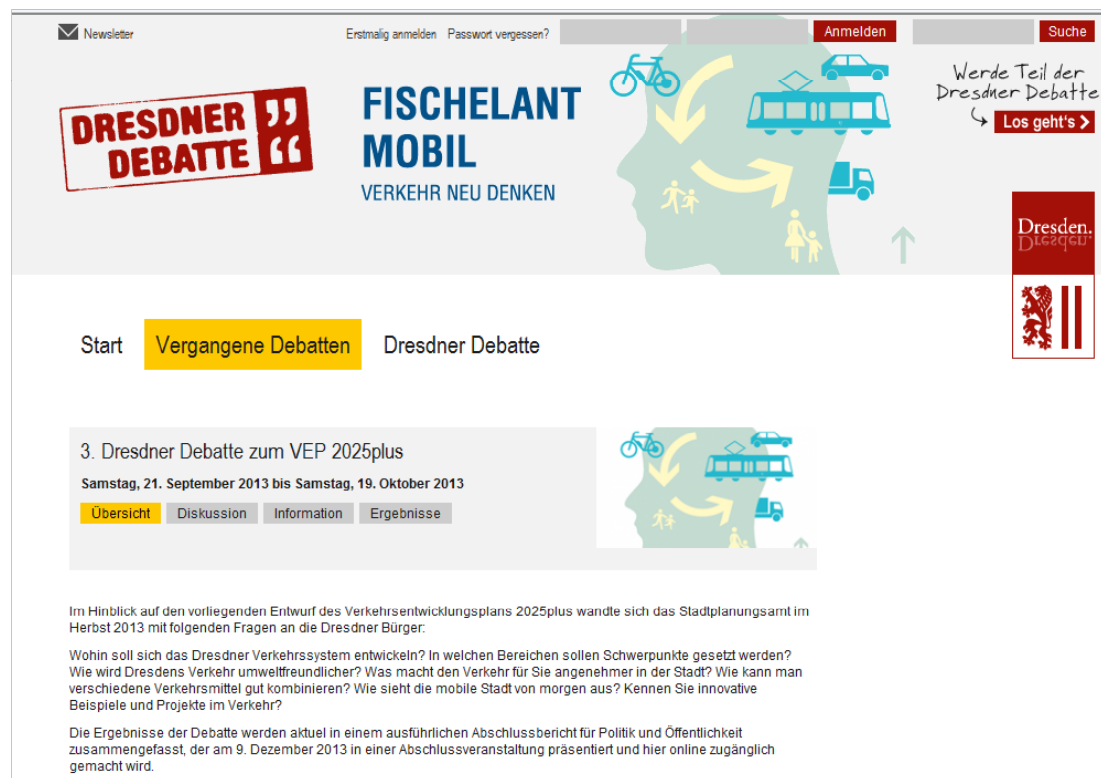 Newsletter
Erstmalig anmelden Passwort vergessen?
Anmelden
Suche
DRESDNER
DEBATTE
FISCHELANT
MOBIL
VERKEHR NEU DENKEN
Werde Teil der
Dresdner Debatte
Los geht's >
Dresden.
Dresden.
Start Vergangene Debatten Dresdner Debatte
3. Dresdner Debatte zum VEP 2025plus
Samstag, 21. September 2013 bis Samstag, 19. Oktober 2013
Übersicht Diskussion Information Ergebnisse
Im Hinblick auf den vorliegenden Entwurf des Verkehrsentwicklungsplans 2025plus wandte sich das Stadtplanungsamt im
Herbst 2013 mit folgenden Fragen an die Dresdner Bürger:
Wohin soll sich das Dresdner Verkehrssystem entwickeln? In welchen Bereichen sollen Schwerpunkte gesetzt werden?
Wie wird Dresdens Verkehr umweltfreundlicher? Was macht den Verkehr für Sie angenehmer in der Stadt? Wie kann man
verschiedene Verkehrsmittel gut kombinieren? Wie sieht die mobile Stadt von morgen aus? Kennen Sie innovative
Beispiele und Projekte im Verkehr?
Die Ergebnisse der Debatte werden aktuel in einem ausführlichen Abschlussbericht für Politik und Öffentlichkeit
zusammengefasst, der am 9. Dezember 2013 in einer Abschlussveranstaltung präsentiert und hier online zugänglich
gemacht wird.